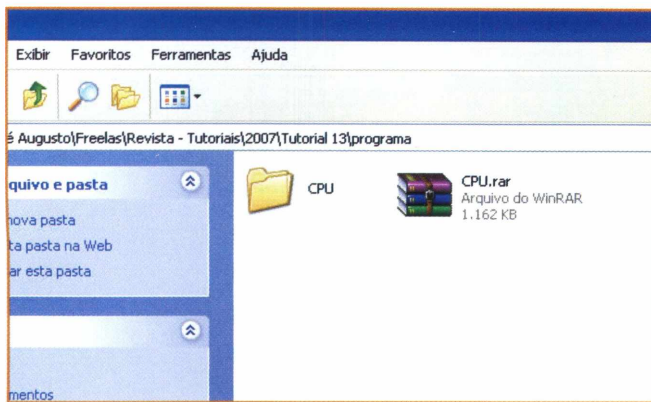 Exibir Favoritos Ferramentas Ajuda
é Augusto\Freelas\Revista - Tutoriais\2007\Tutorial 13\programa
quivo e pasta
nova pasta
ta pasta na Web
ar esta pasta
mentos
CPU
CPU.rar
Arquivo do WinRAR
1.162 KB